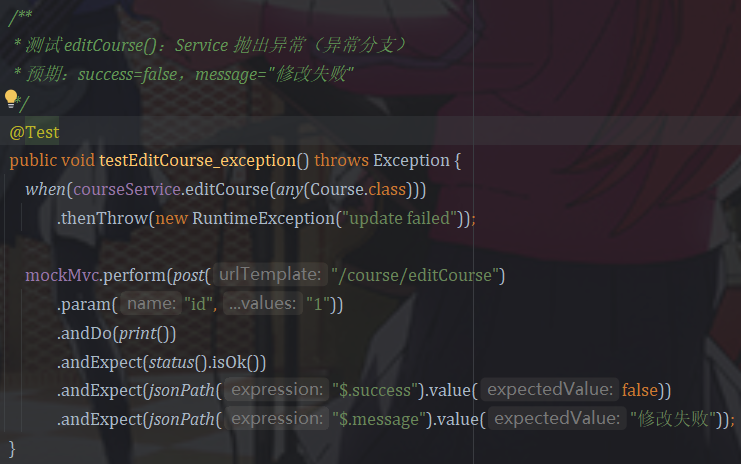 /**
 * 测试 editCourse()：Service 抛出异常（异常分支）
 * 预期：success=false，message="修改失败"
 */
@Test
public void testEditCourse_exception() throws Exception {
when(courseService.editCourse(any(Course.class)))
.thenThrow(new RuntimeException("update failed"));
mockMvc.perform(post( urlTemplate: "/course/editCourse")
.param( name: "id", ...values: "1"))
.andDo(print())
.andExpect(status().isOk())
.andExpect(jsonPath( expression: "$.success").value( expectedValue: false))
.andExpect(jsonPath( expression: "$.message").value( expectedValue: "修改失败"));
}